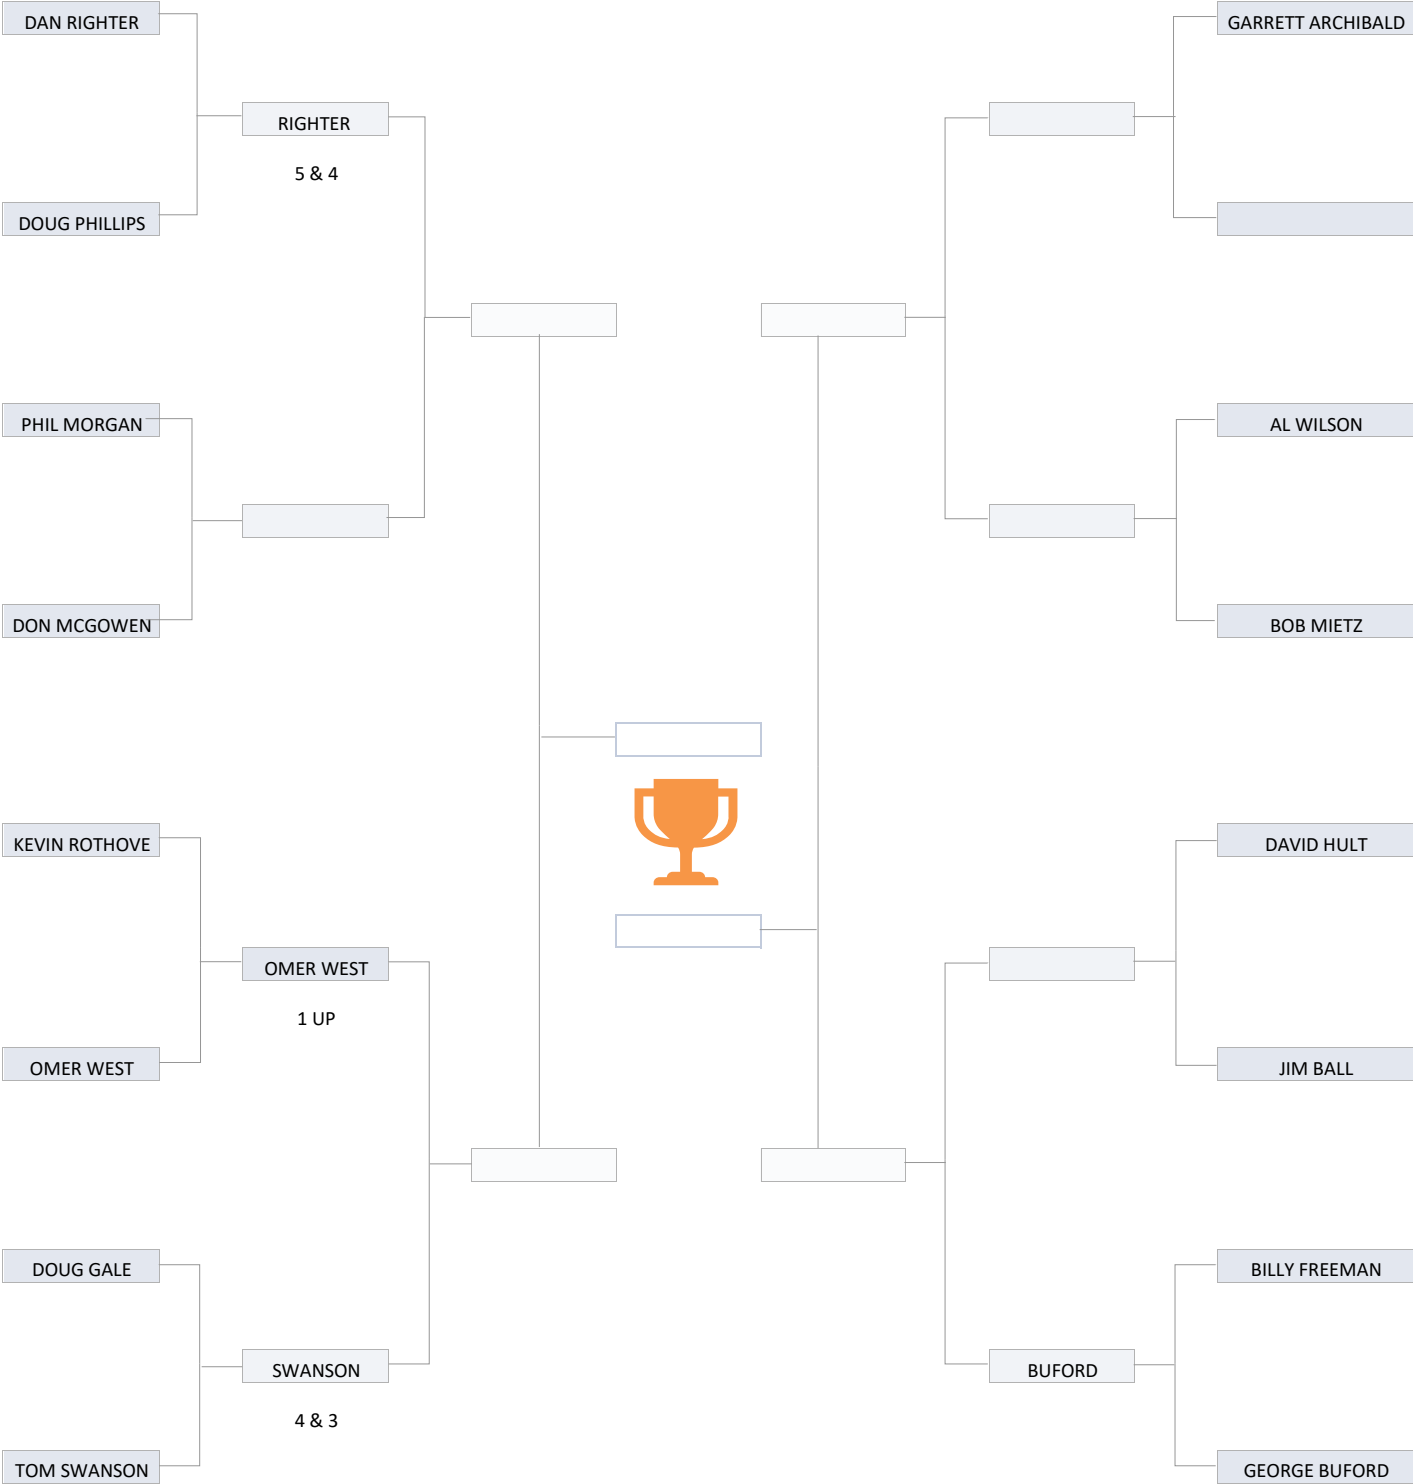 DAN RIGHTER
GARRETT ARCHIBALD
RIGHTER
5 & 4
DOUG PHILLIPS
PHIL MORGAN
AL WILSON
DON MCGOWEN
BOB MIETZ
KEVIN ROTHOVE
DAVID HULT
OMER WEST
1 UP
OMER WEST
JIM BALL
DOUG GALE
BILLY FREEMAN
SWANSON
BUFORD
4 & 3
TOM SWANSON
GEORGE BUFORD